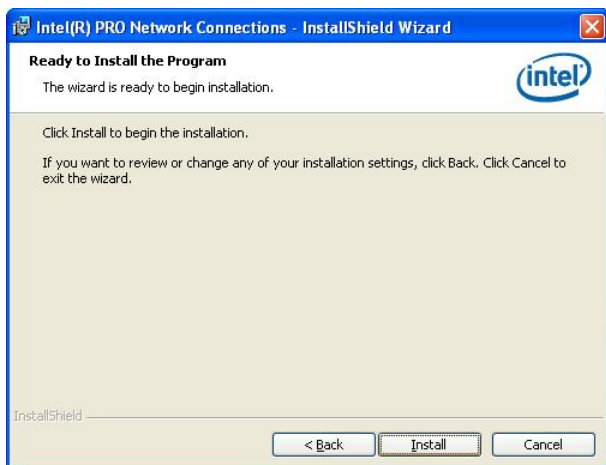 Intel(R) PRO Network Connections - InstallShield Wizard
Ready to Install the Program
The wizard is ready to begin installation.
intel
Click Install to begin the installation.
If you want to review or change any of your installation settings, click Back. Click Cancel to
exit the wizard.
InstallShield
< Back
Install
Cancel